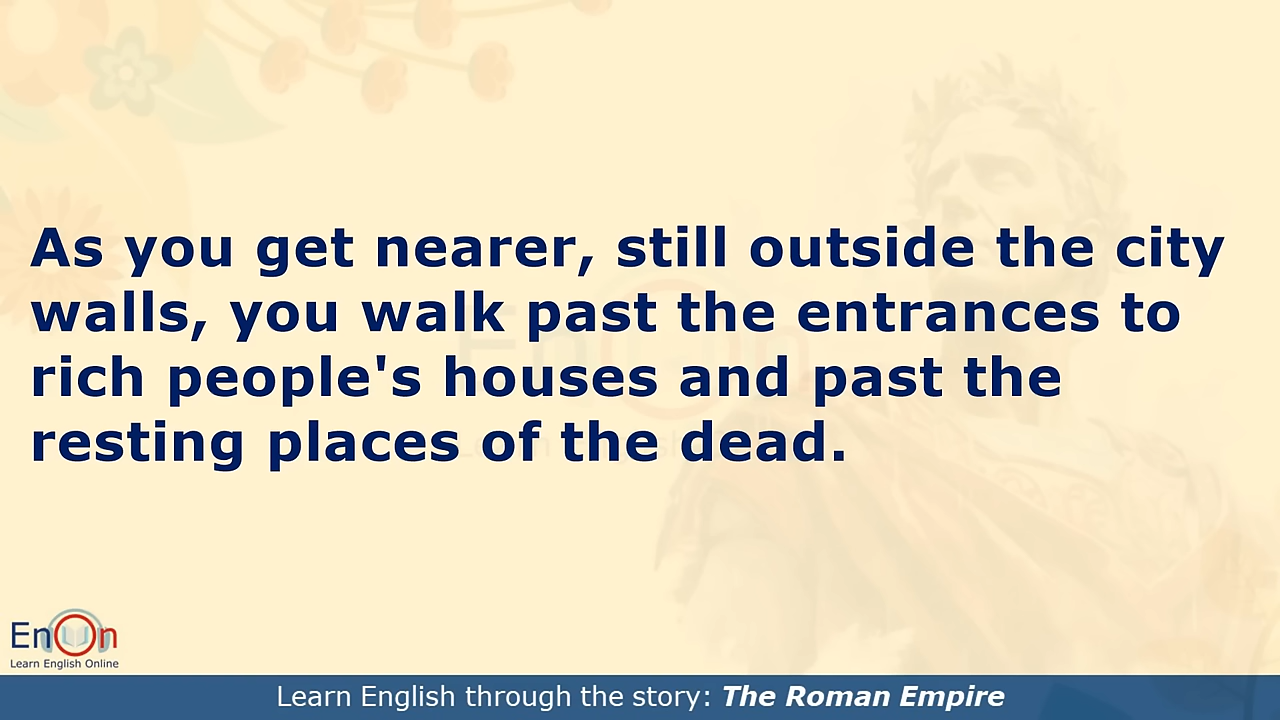 As you get nearer, still outside the city
walls, you walk past the entrances to
rich people's houses and past the
resting places of the dead.
EnOn
Learn English Online
Learn English through the story: The Roman Empire